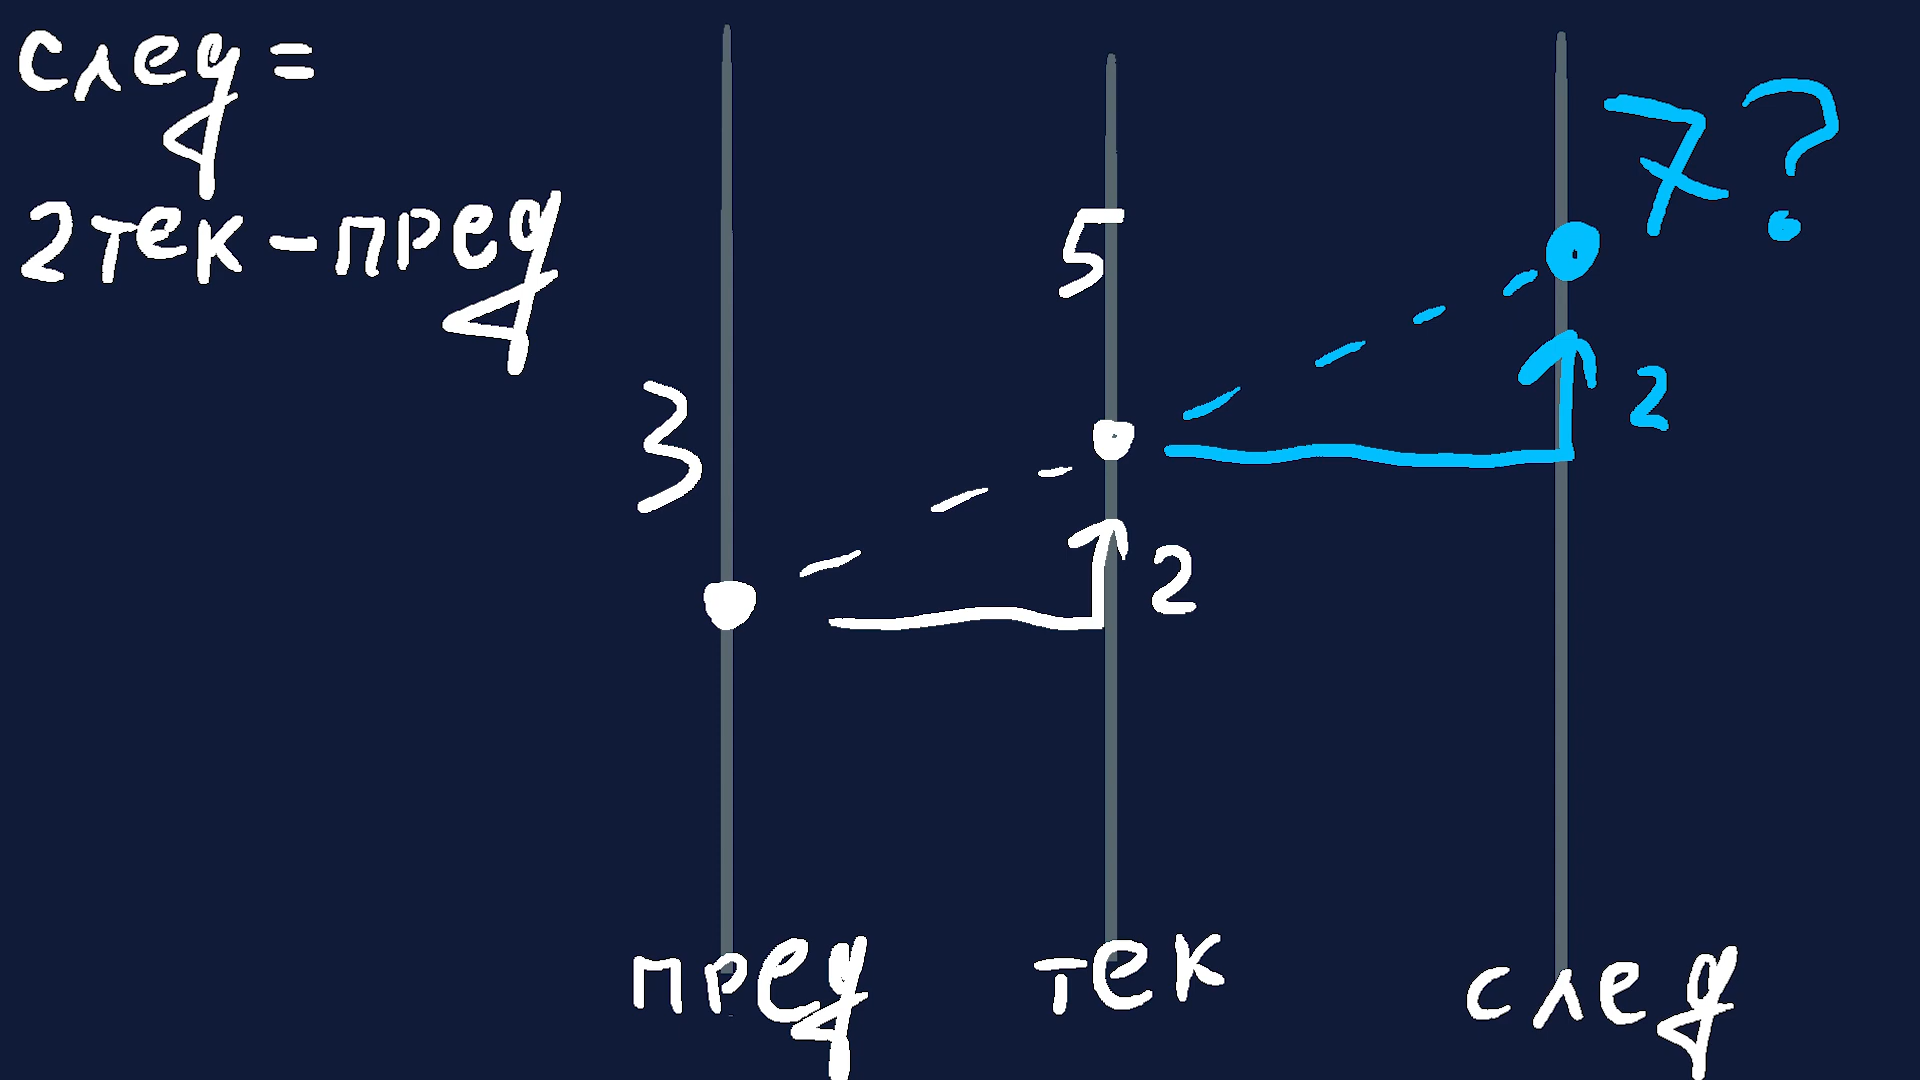 след =
2тек - пред
7?
5
3
2
2
пред тек след